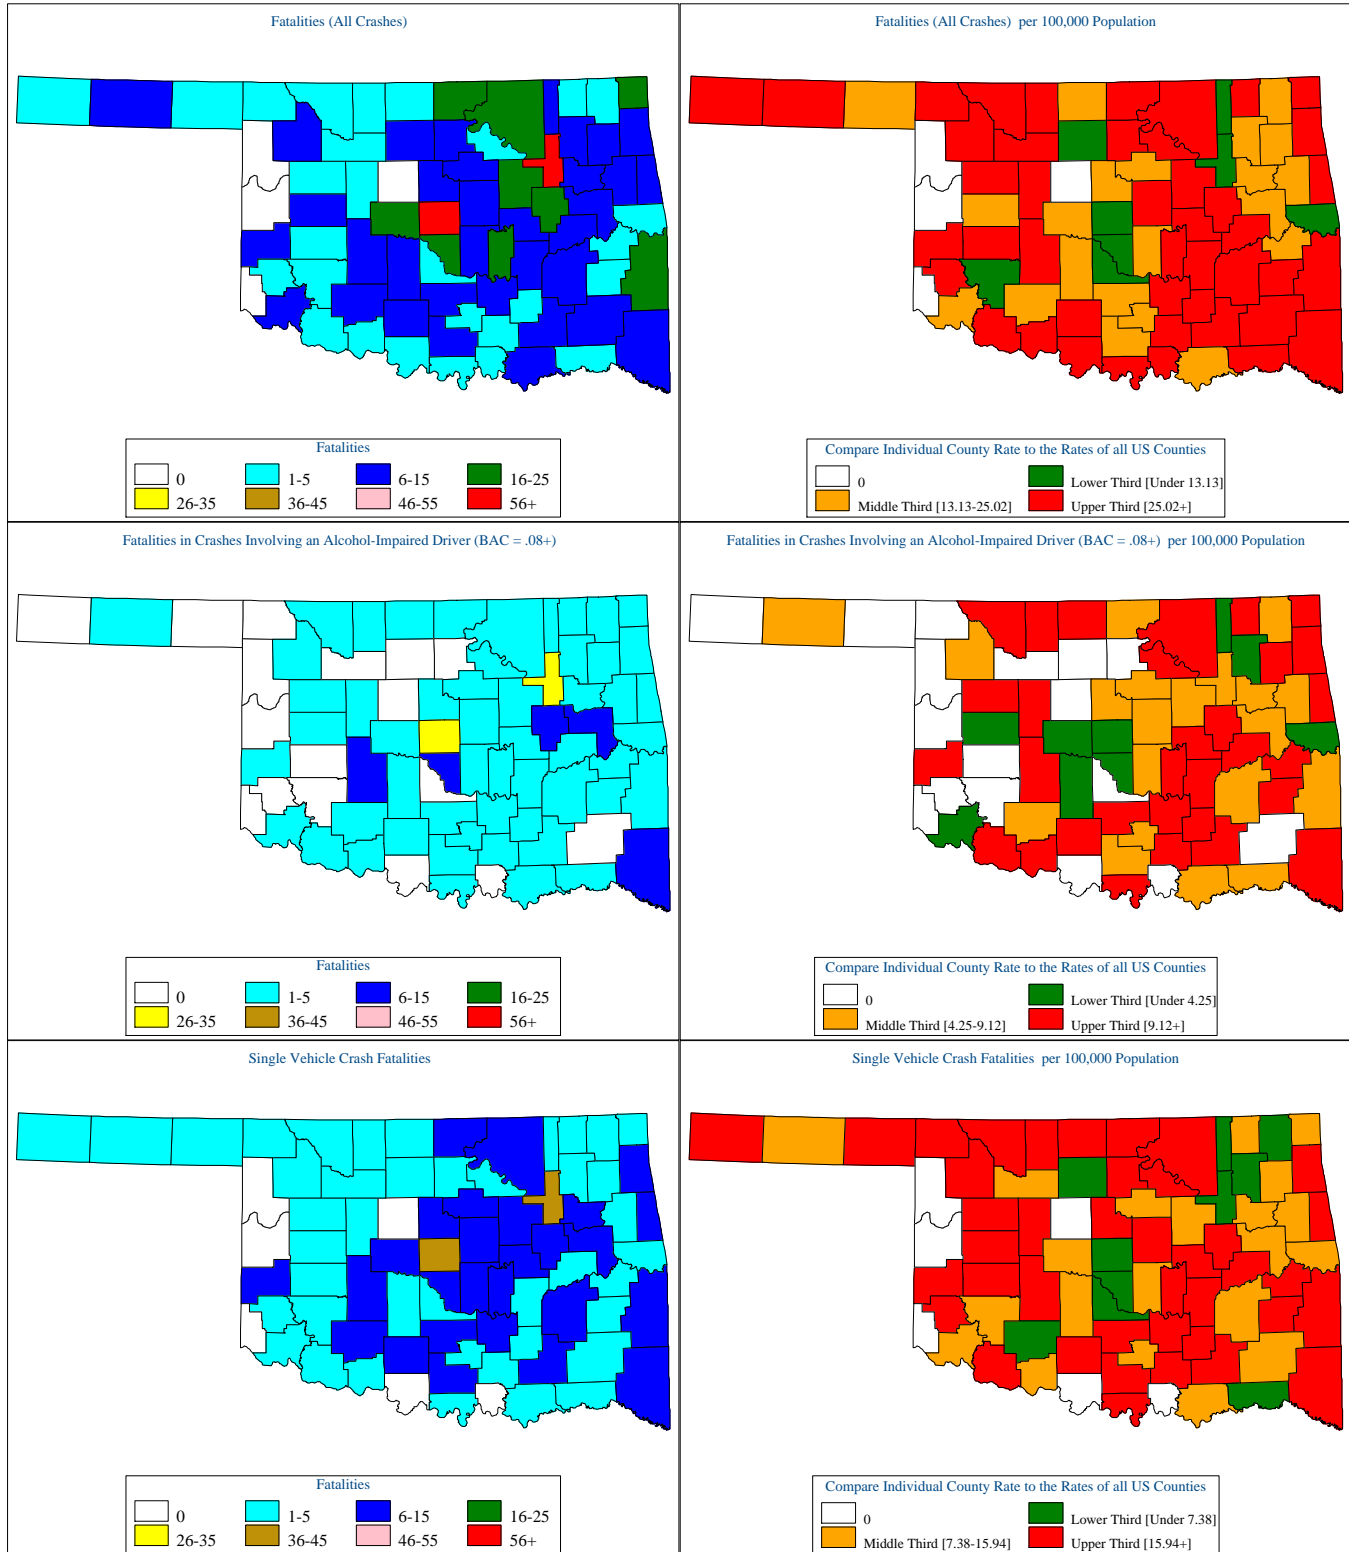 Fatalities (All Crashes)
Fatalities
0
1-5
6-15
16-25
26-35
36-45
46-55
56+
Fatalities (All Crashes) per 100,000 Population
Compare Individual County Rate to the Rates of all US Counties
0
Lower Third [Under 13.13]
Middle Third [13.13-25.02]
Upper Third [25.02+]
Fatalities in Crashes Involving an Alcohol-Impaired Driver (BAC = .08+)
Fatalities
0
1-5
6-15
16-25
26-35
36-45
46-55
56+
Fatalities in Crashes Involving an Alcohol-Impaired Driver (BAC = .08+) per 100,000 Population
Compare Individual County Rate to the Rates of all US Counties
0
Lower Third [Under 4.25]
Middle Third [4.25-9.12]
Upper Third [9.12+]
Single Vehicle Crash Fatalities
Fatalities
0
1-5
6-15
16-25
26-35
36-45
46-55
56+
Single Vehicle Crash Fatalities per 100,000 Population
Compare Individual County Rate to the Rates of all US Counties
0
Lower Third [Under 7.38]
Middle Third [7.38-15.94]
Upper Third [15.94+]